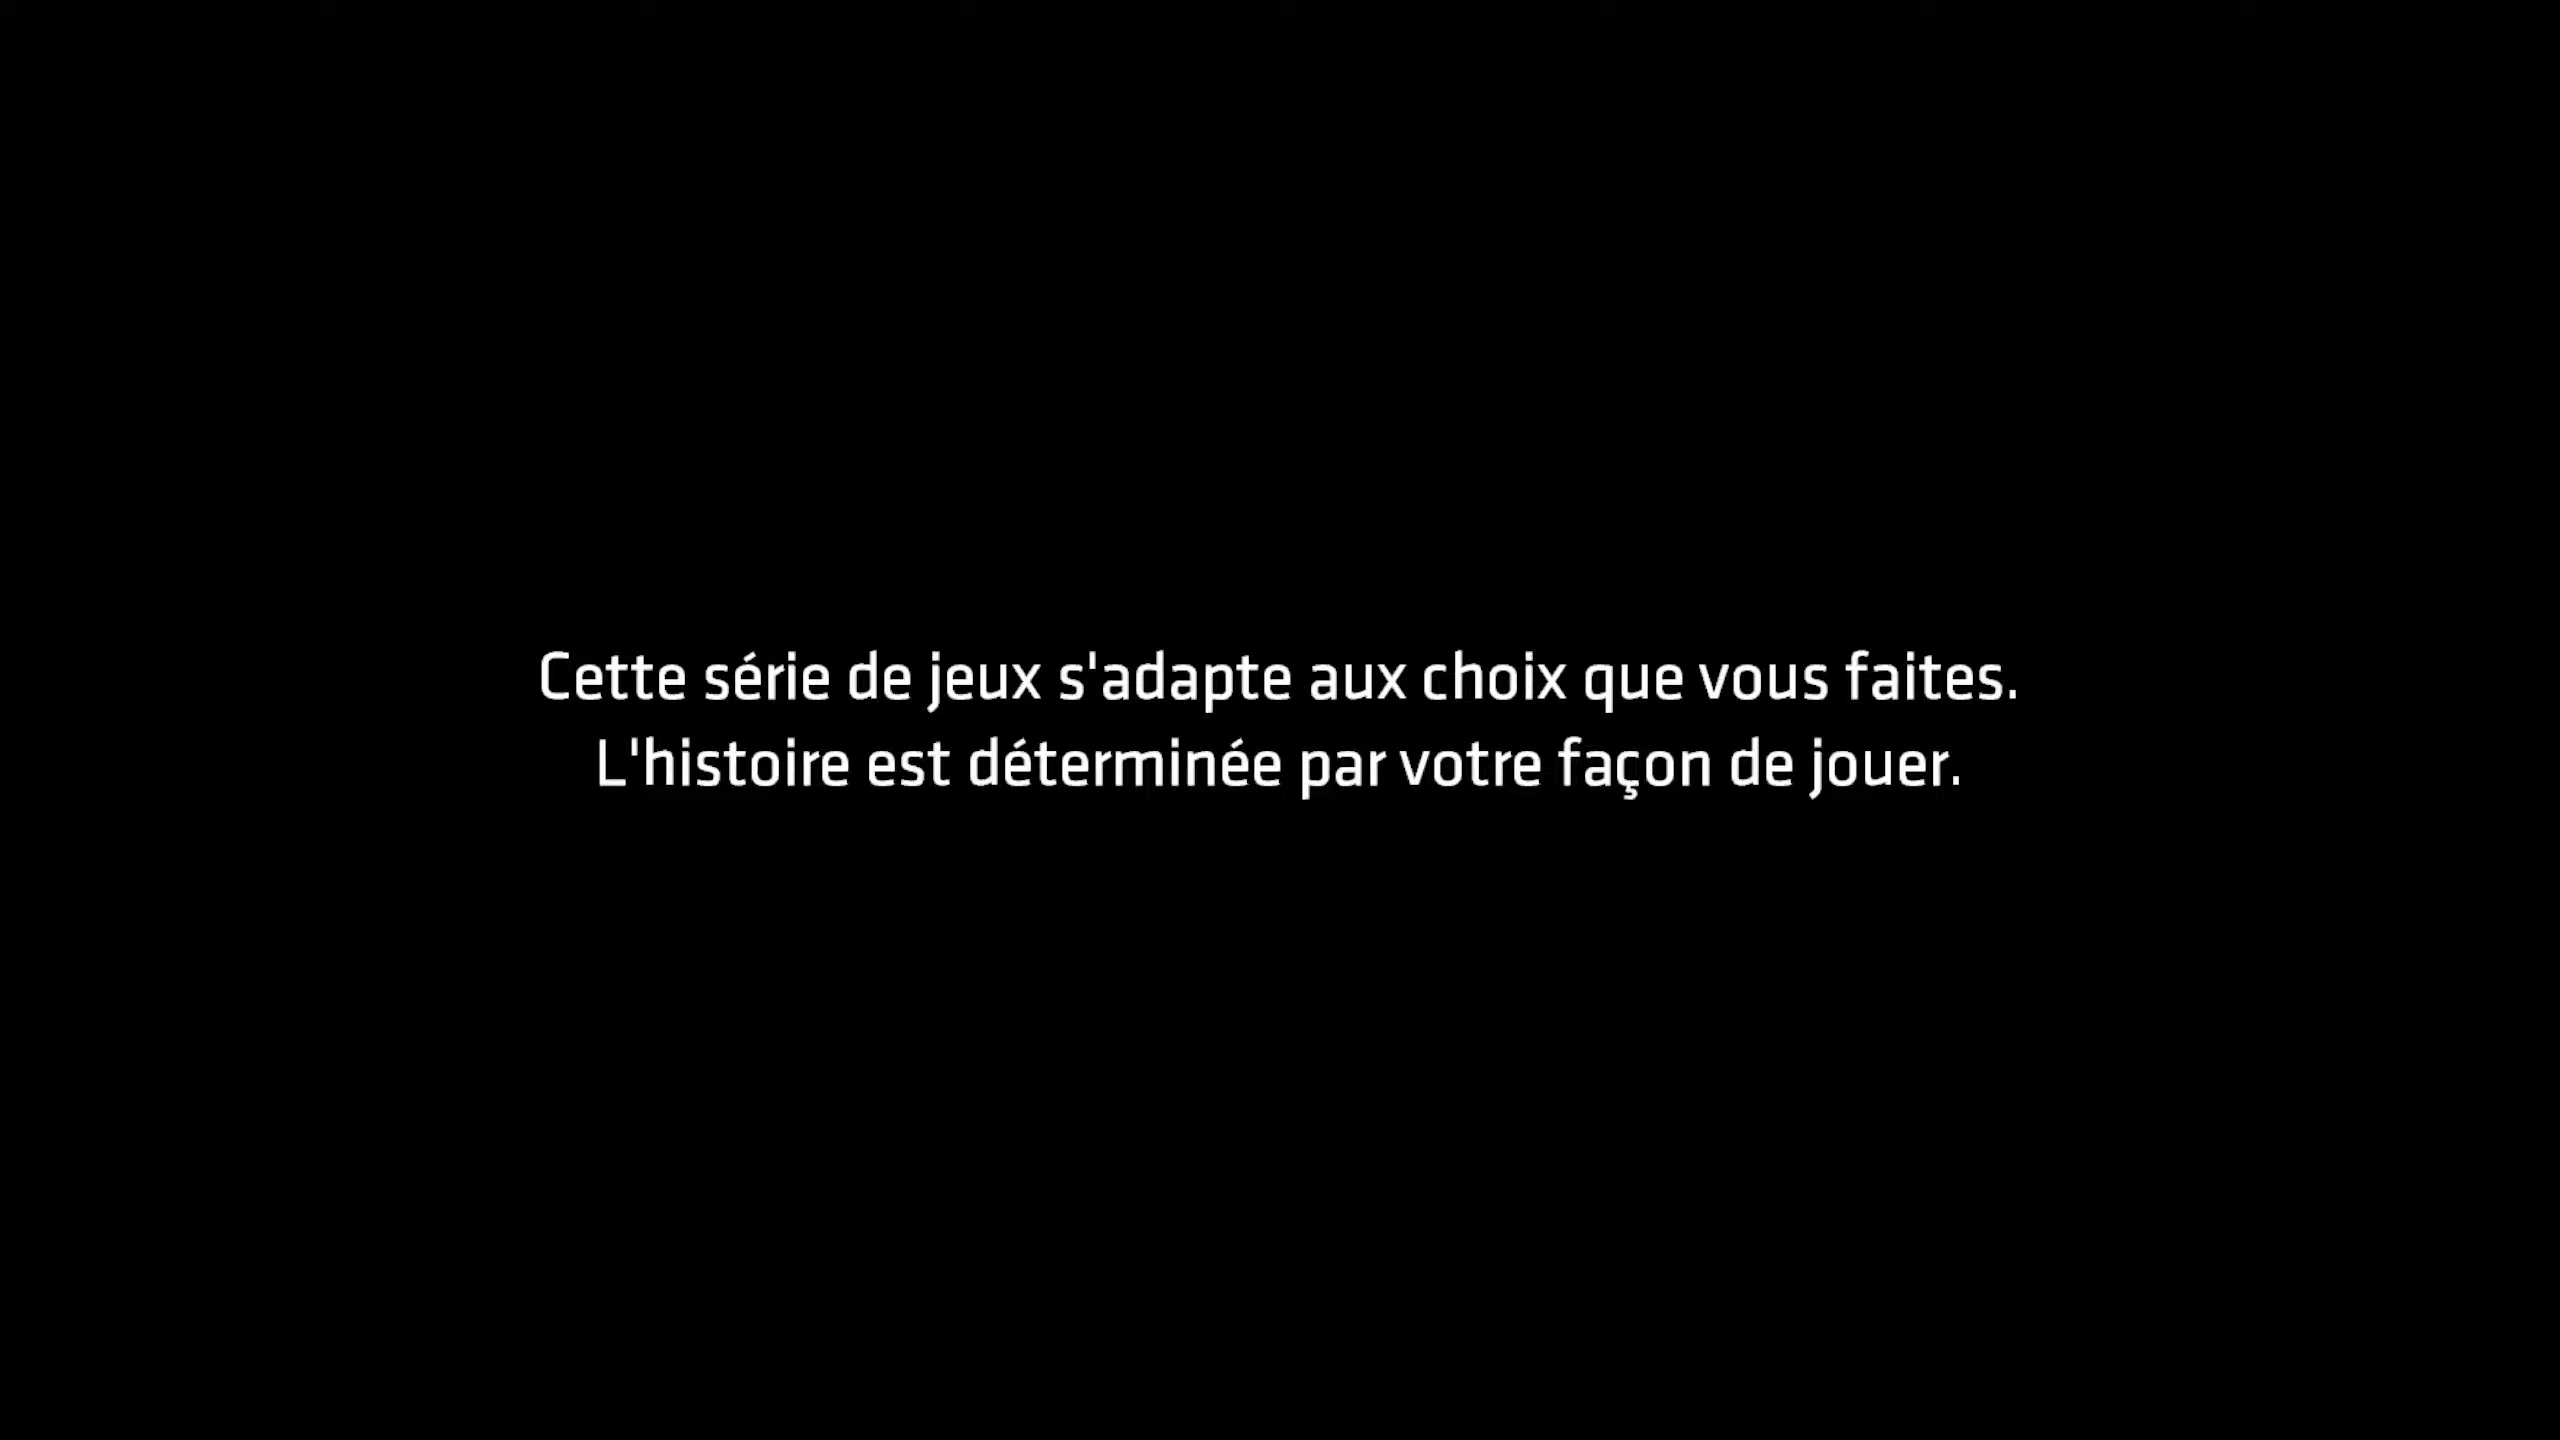 Cette série de jeux s'adapte aux choix que vous faites.
L'histoire est déterminée par votre façon de jouer.